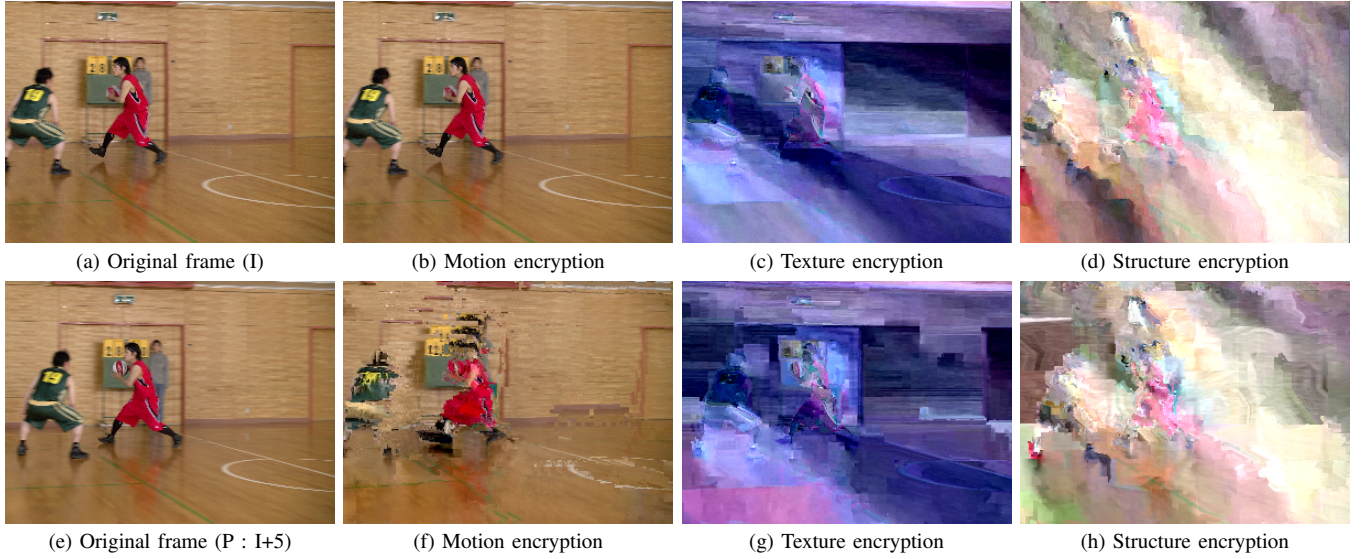 (a) Original frame (I)
(b) Motion encryption
(c) Texture encryption
(d) Structure encryption
(e) Original frame (P : I+5)
(f) Motion encryption
(g) Texture encryption
(h) Structure encryption